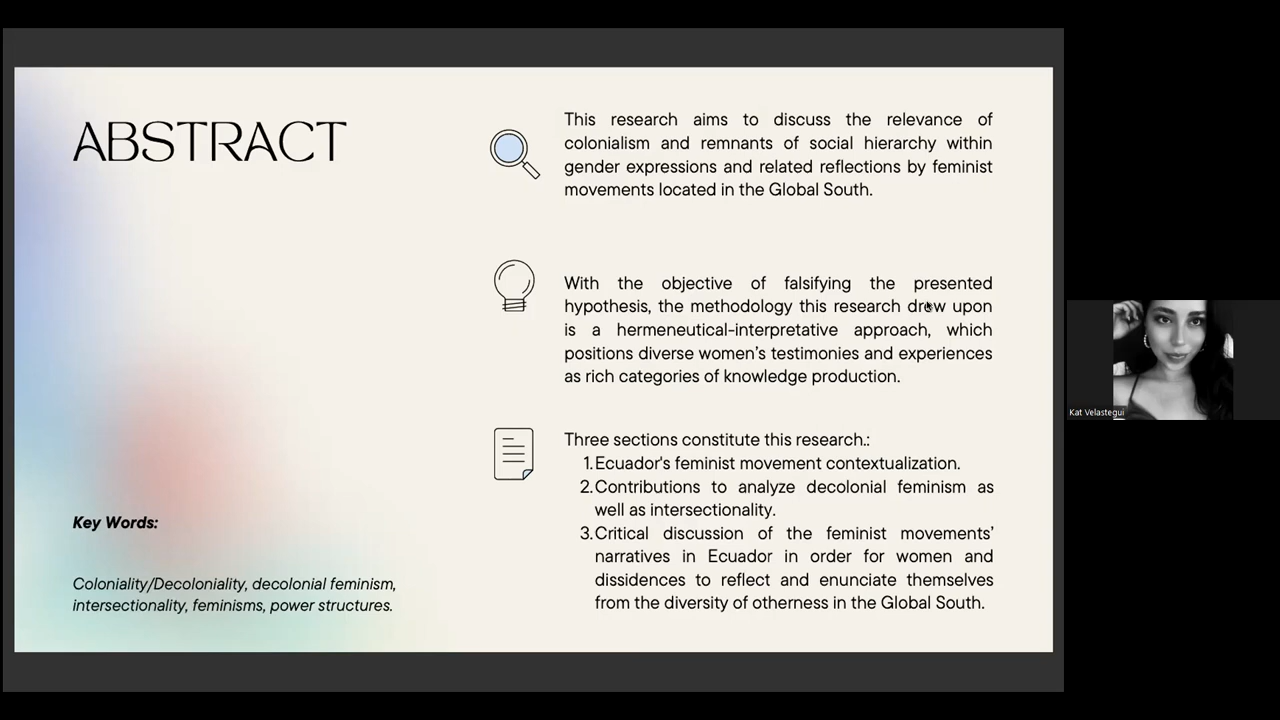 ABSTRACT
This research aims to discuss the relevance of
colonialism and remnants of social hierarchy within
gender expressions and related reflections by feminist
movements located in the Global South.
With the objective of falsifying the presented
hypothesis, the methodology this research drew upon
is a hermeneutical-interpretative approach, which
positions diverse women's testimonies and experiences
as rich categories of knowledge production.
Three sections constitute this research.:
1. Ecuador's feminist movement contextualization.
2. Contributions to analyze decolonial feminism as
well as intersectionality.
3. Critical discussion of the feminist movements'
narratives in Ecuador in order for women and
dissidences to reflect and enunciate themselves
from the diversity of otherness in the Global South.
Key Words:
Coloniality/Decoloniality, decolonial feminism,
intersectionality, feminisms, power structures.
Kat Velastegui